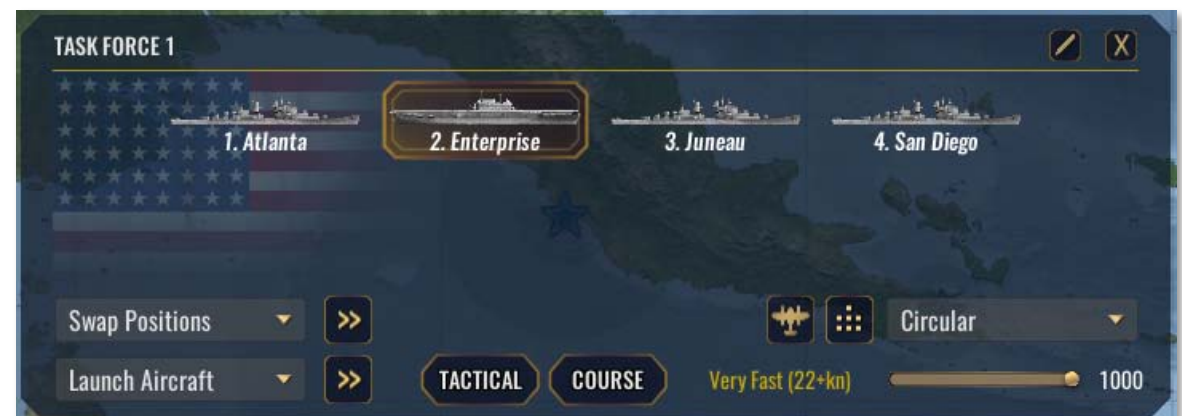 TASK FORCE 1
X
1. Atlanta
2. Enterprise
3. Juneau
4. San Diego
Swap Positions
Circular
Launch Aircraft
TACTICAL
COURSE
Very Fast (22+kn)
1000